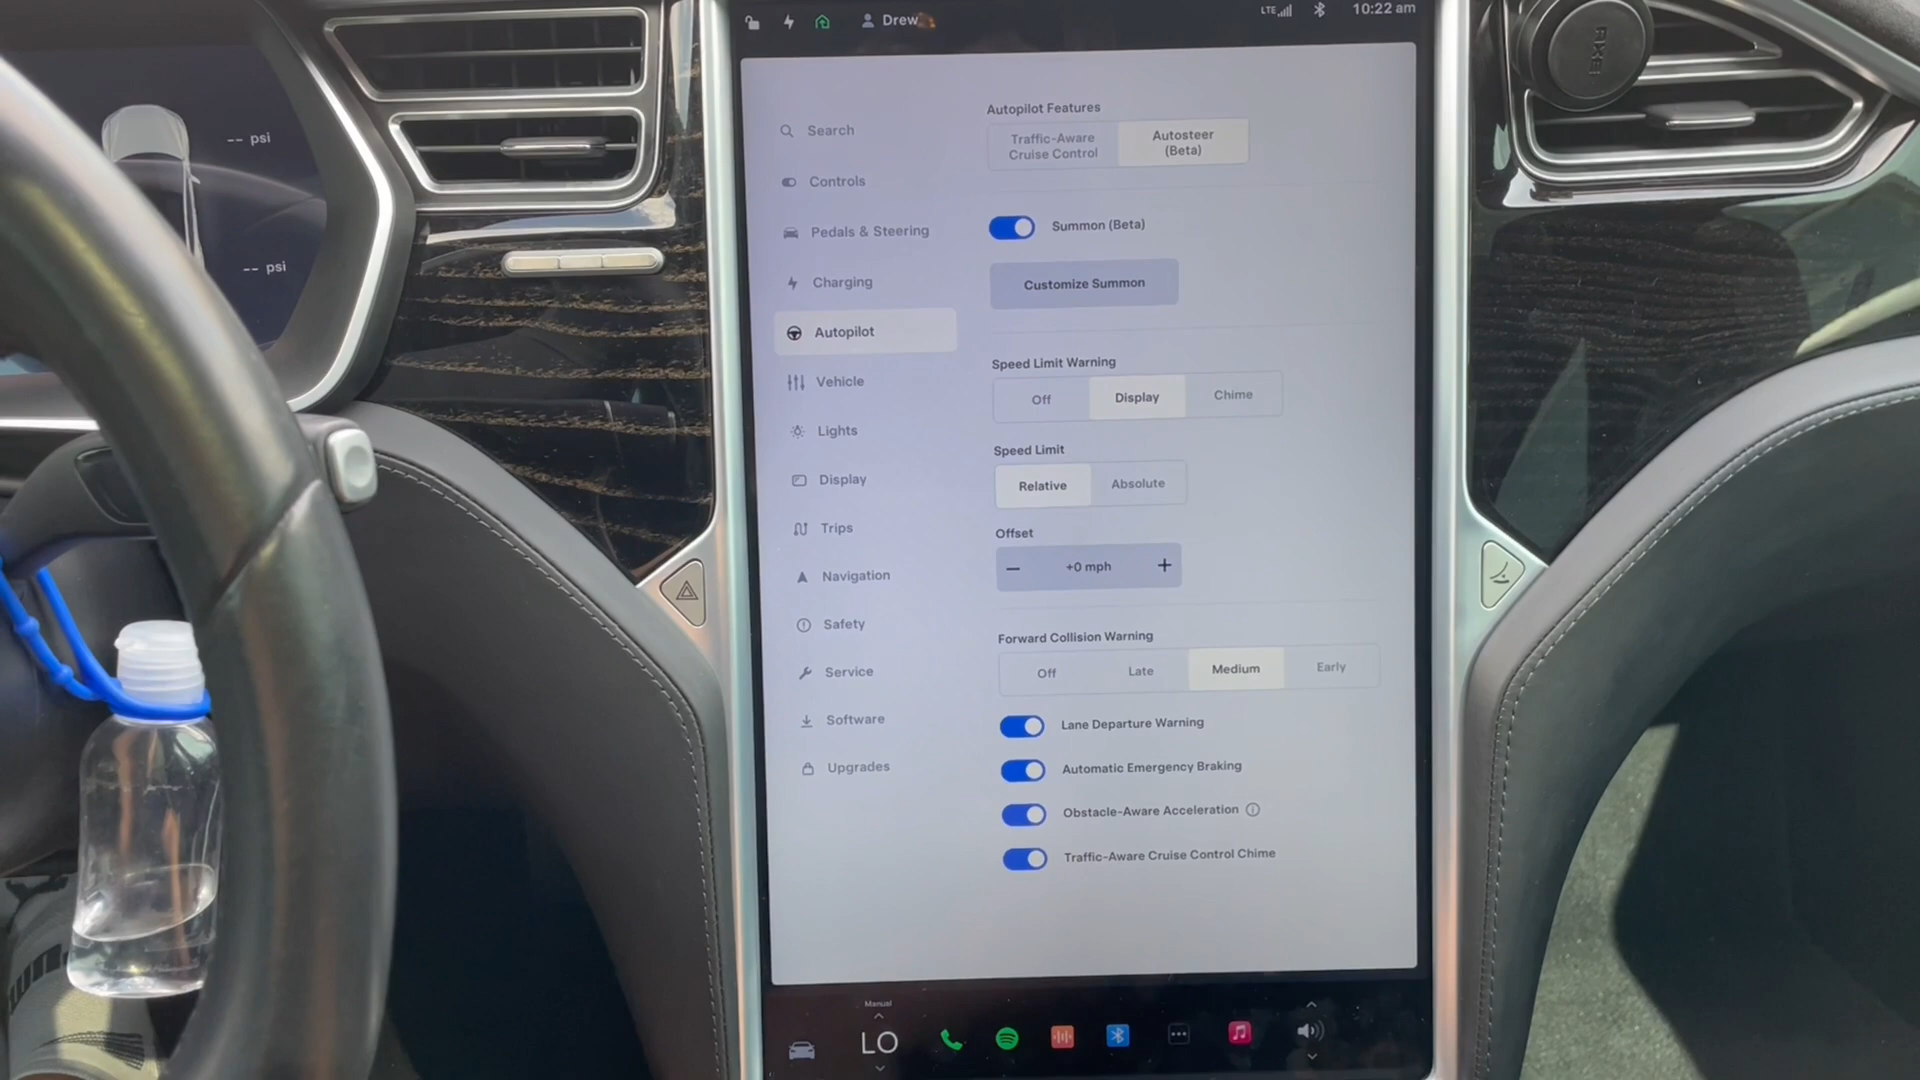 -- psi
-- psi
Drew
LTE
10:22 am
Search
Controls
Pedals & Steering
Charging
Autopilot
Vehicle
Lights
Display
Trips
Navigation
Safety
Service
Software
Upgrades
Autopilot Features
Traffic-Aware
Cruise Control
Autosteer
(Beta)
Summon (Beta)
Customize Summon
Speed Limit Warning
Off
Display
Chime
Speed Limit
Relative
Absolute
Offset
– +0 mph +
Forward Collision Warning
Off
Late
Medium
Early
Lane Departure Warning
Automatic Emergency Braking
Obstacle-Aware Acceleration
Traffic-Aware Cruise Control Chime
Manual
LO